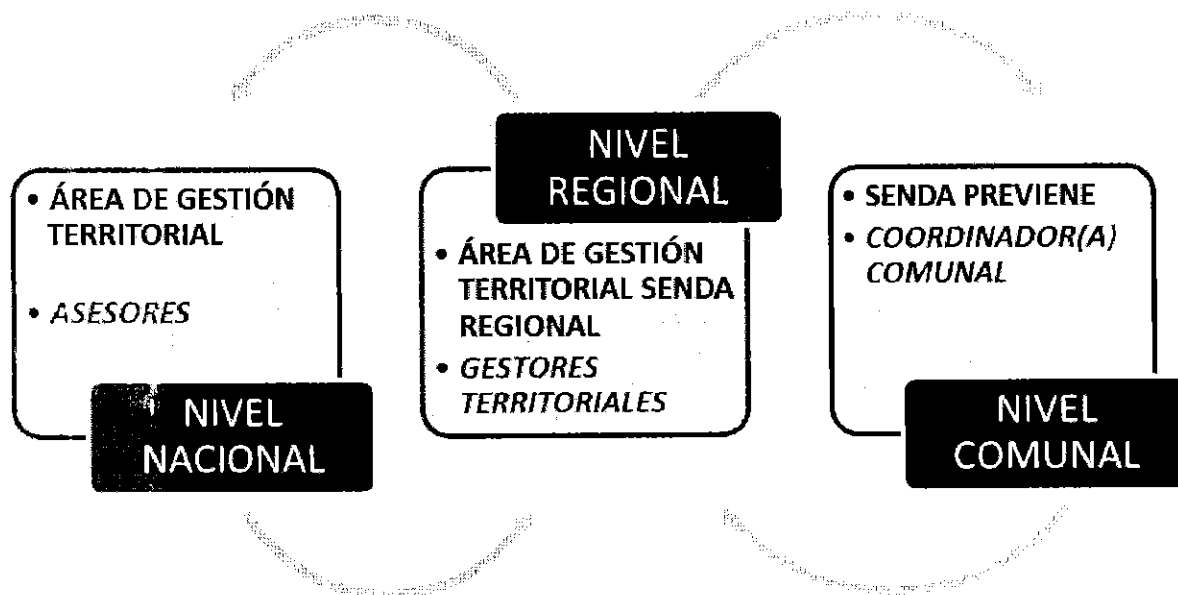 • ÁREA DE GESTIÓN
TERRITORIAL
• ASESORES
NIVEL
NACIONAL
NIVEL
REGIONAL
• ÁREA DE GESTIÓN
TERRITORIAL SENDA
REGIONAL
• GESTORES
TERRITORIALES
• SENDA PREVIENE
• COORDINADOR(A)
COMUNAL
NIVEL
COMUNAL